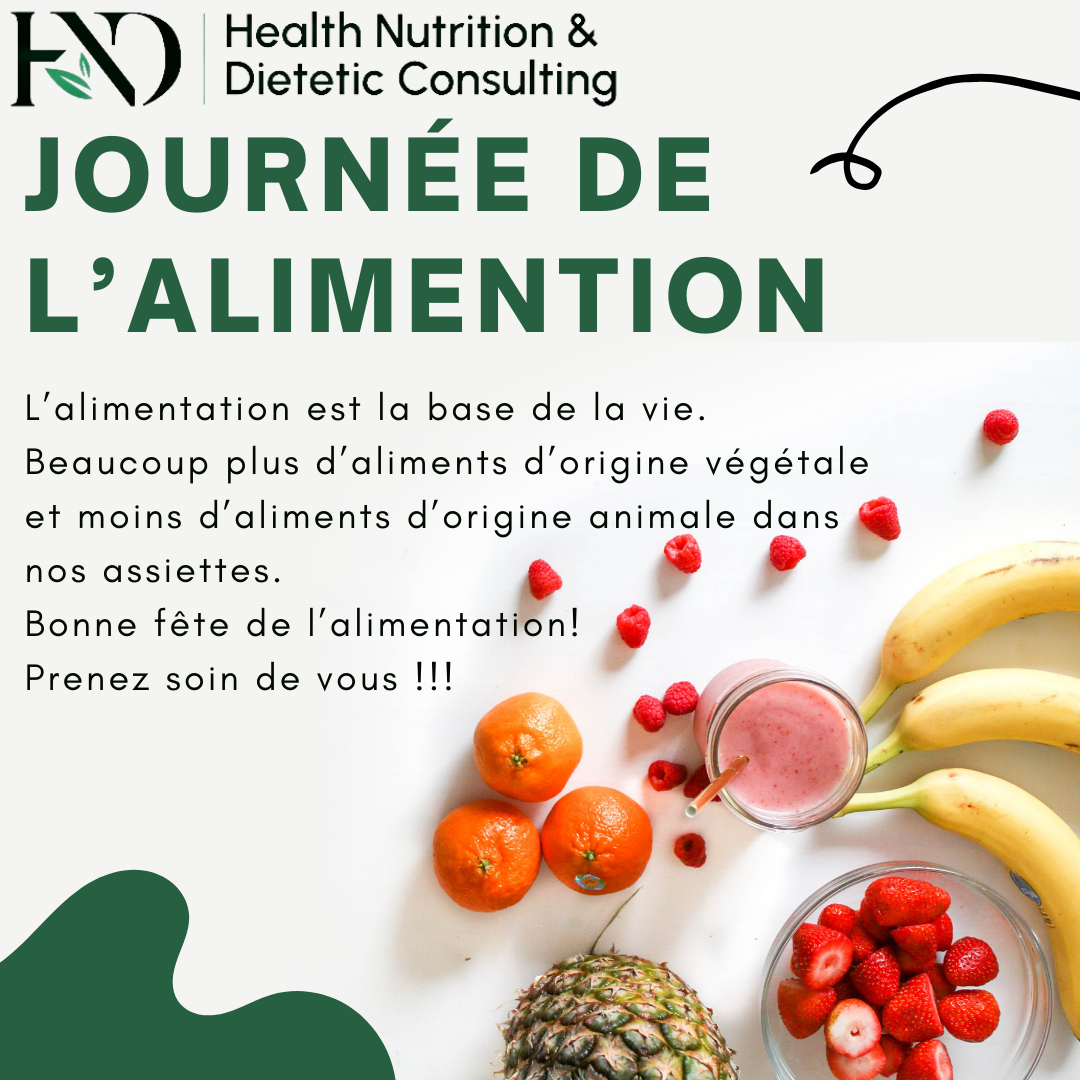 HND
Health Nutrition &
Dietetic Consulting
JOURNÉE DE
L’ALIMENTION
L’alimentation est la base de la vie.
Beaucoup plus d’aliments d’origine végétale
et moins d’aliments d’origine animale dans
nos assiettes.
Bonne fête de l’alimentation!
Prenez soin de vous !!!